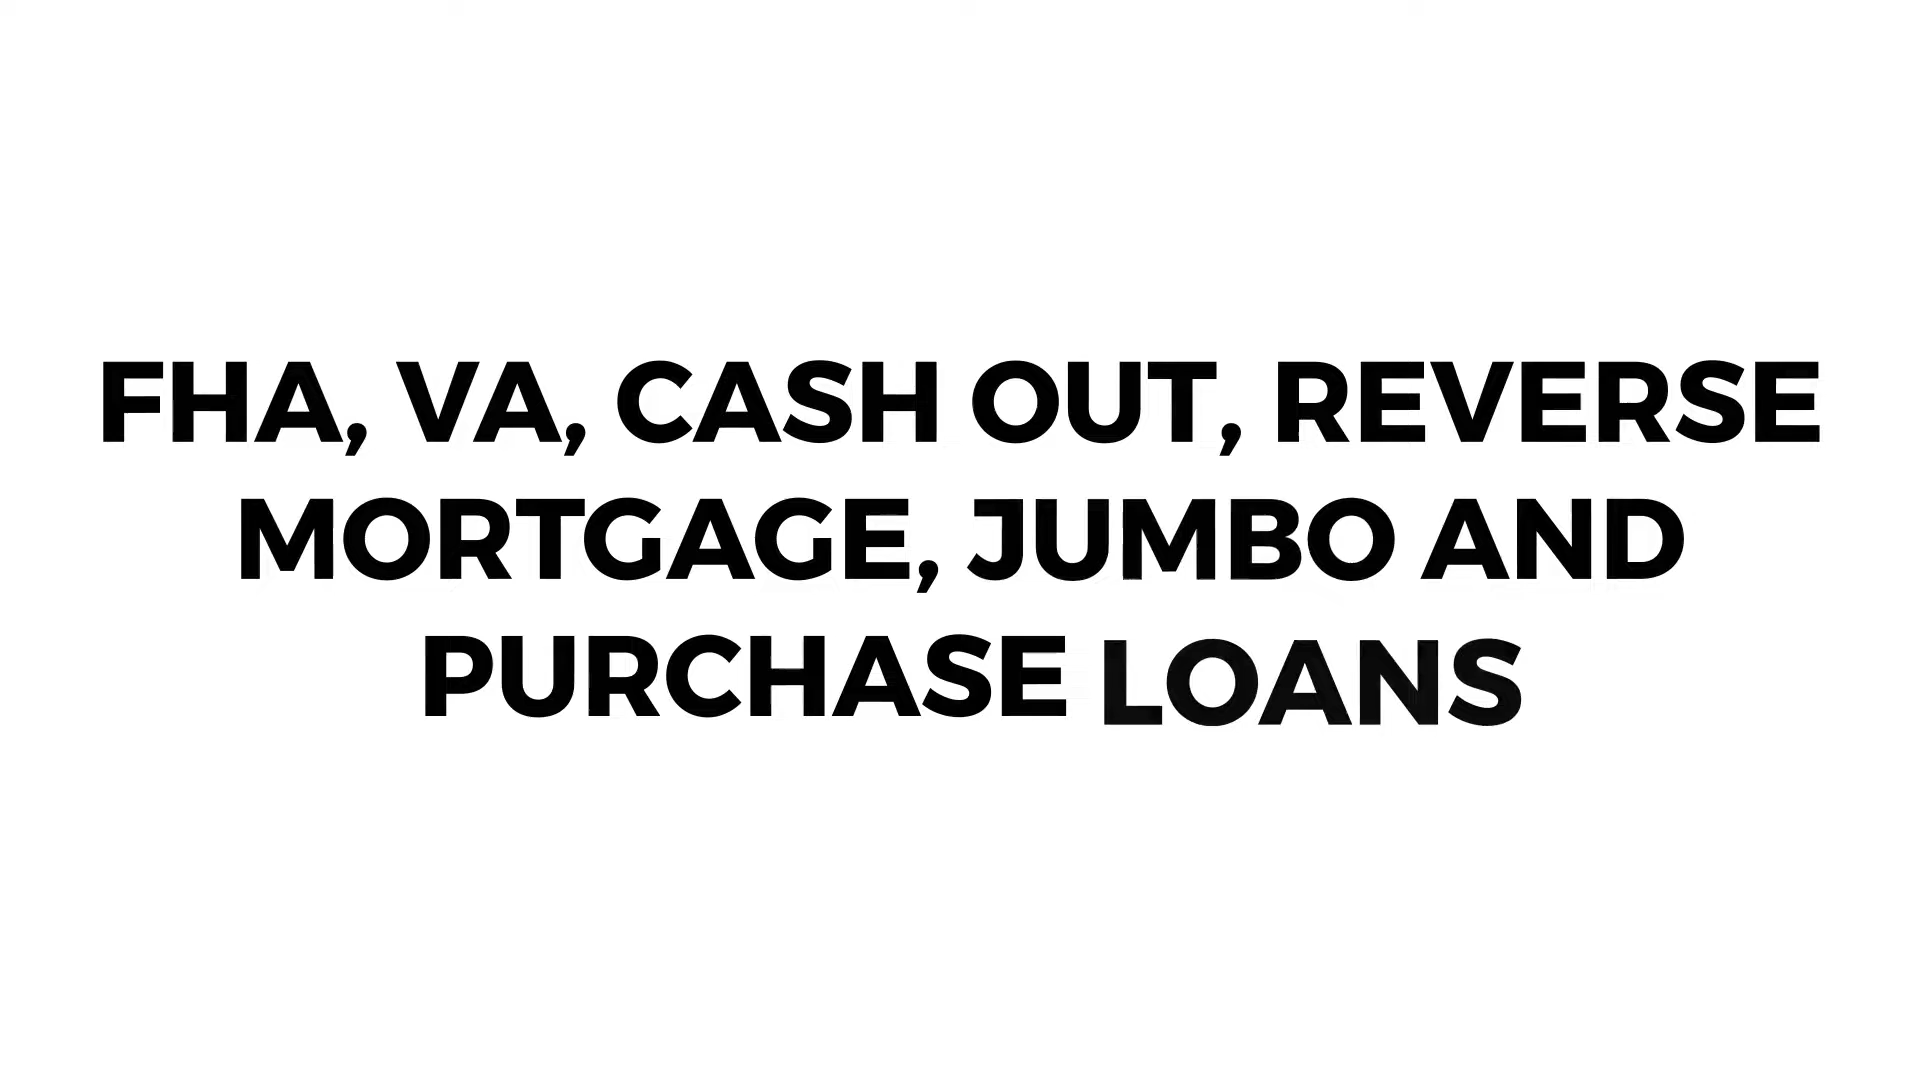 FHA, VA, CASH OUT, REVERSE
MORTGAGE, JUMBO AND
PURCHASE LOANS